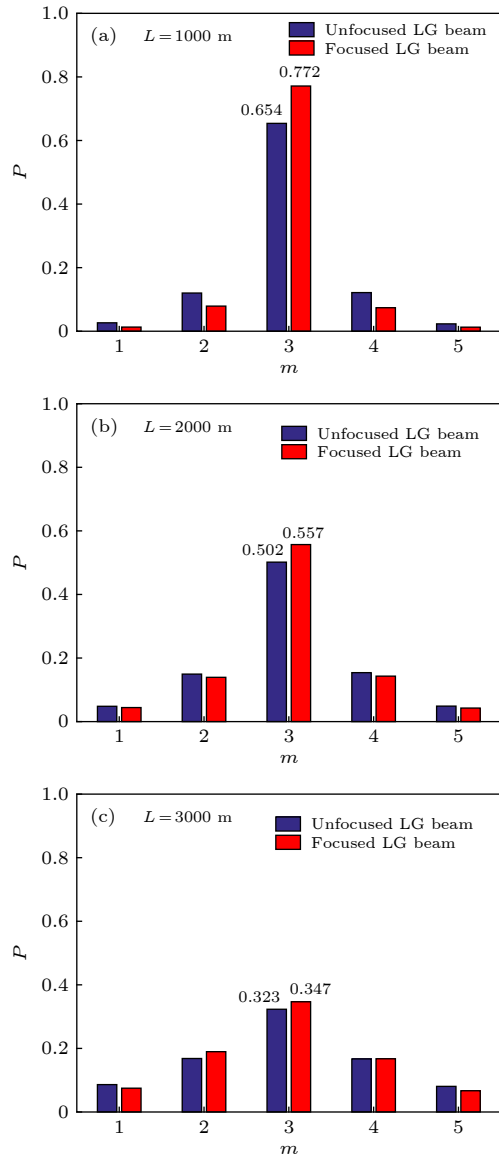 1.0
(a) L=1000 m
Unfocused LG beam
Focused LG beam
0.772
0.8
0.654
0.6
P
0.4
0.2
0
1 2 3 4 5
m
1.0
(b) L=2000 m
Unfocused LG beam
Focused LG beam
0.8
0.6
0.557
0.502
P
0.4
0.2
0
1 2 3 4 5
m
1.0
(c) L=3000 m
Unfocused LG beam
Focused LG beam
0.8
0.6
P
0.4
0.347
0.323
0.2
0
1 2 3 4 5
m